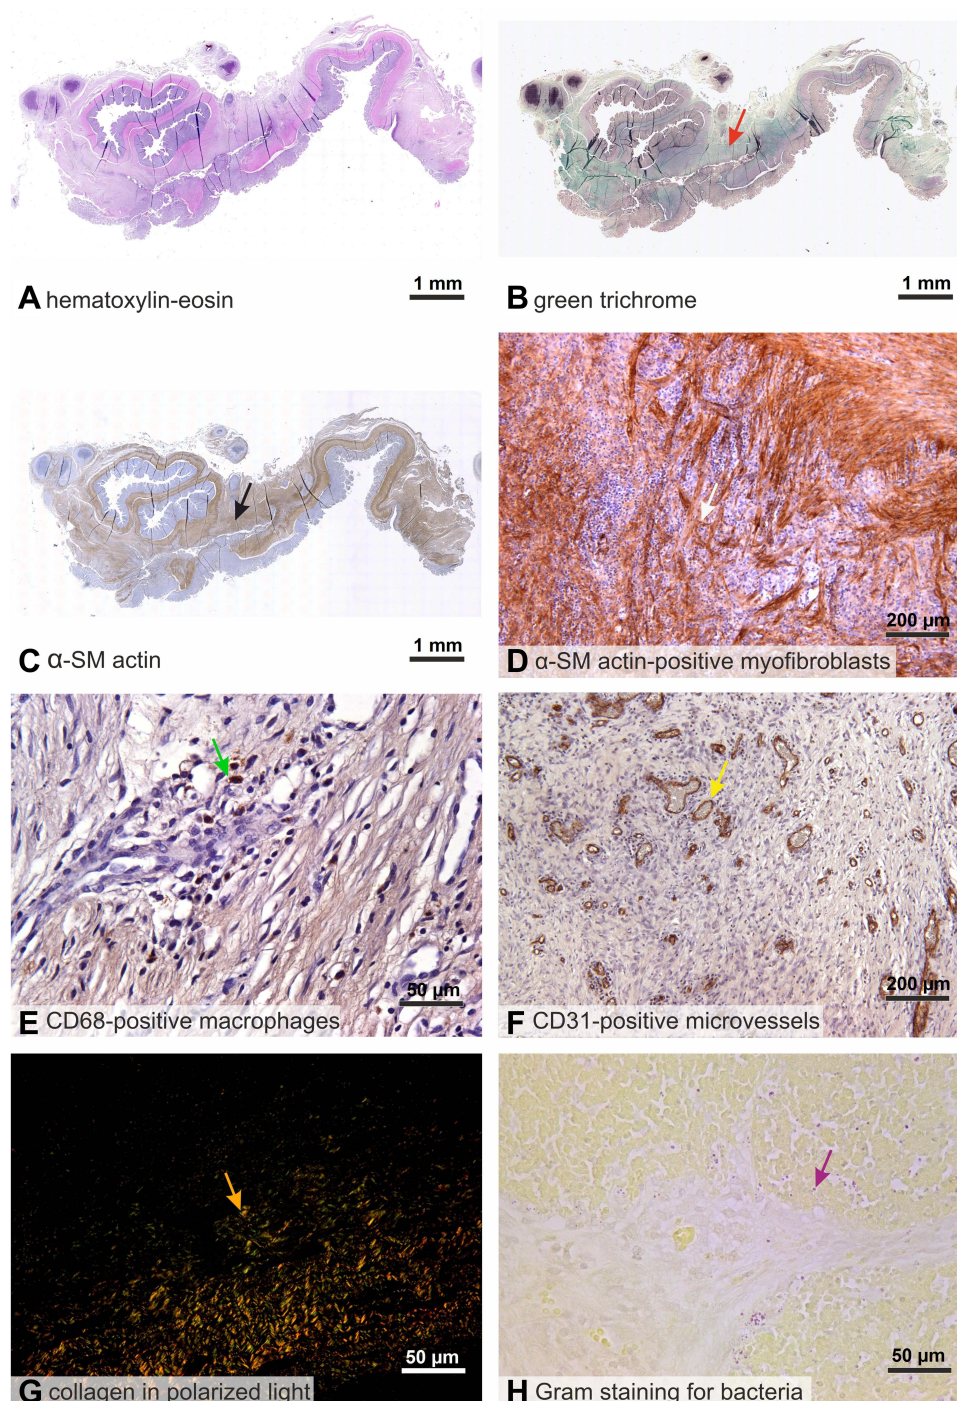 1 mm
A hematoxylin-eosin
1 mm
B green trichrome
1 mm
C α-SM actin
200 µm
D α-SM actin-positive myofibroblasts
50 µm
E CD68-positive macrophages
200 µm
F CD31-positive microvessels
50 µm
G collagen in polarized light
50 µm
H Gram staining for bacteria